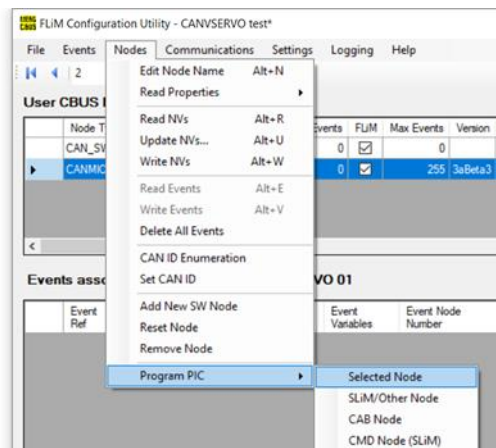 FLiM Configuration Utility - CANVSERVO test*
File Events Nodes Communications Settings Logging Help
2
Edit Node Name Alt+N
Read Properties
User CBUS
Read NVs Alt+R
Node Events FLiM Max Events Version
Update NVs... Alt+U
CAN_SW 0 0
Write NVs Alt+W
CANMIO 0 255 3aBeta3
Read Events Alt+E
Write Events Alt+V
Delete All Events
CAN ID Enumeration
Events VO 01
Set CAN ID
Event Ref Event Variables Event Node Number
Add New SW Node
Reset Node
Remove Node
Program PIC Selected Node
SLiM/Other Node
CAB Node
CMD Node (SLiM)